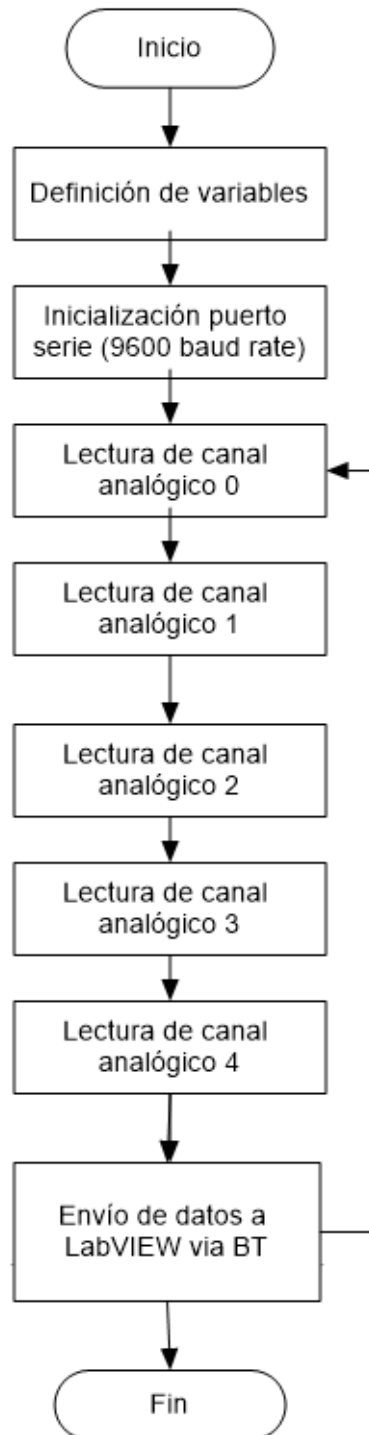 Inicio
Definición de variables
Inicialización puerto
serie (9600 baud rate)
Lectura de canal
analógico 0
Lectura de canal
analógico 1
Lectura de canal
analógico 2
Lectura de canal
analógico 3
Lectura de canal
analógico 4
Envío de datos a
LabVIEW via BT
Fin